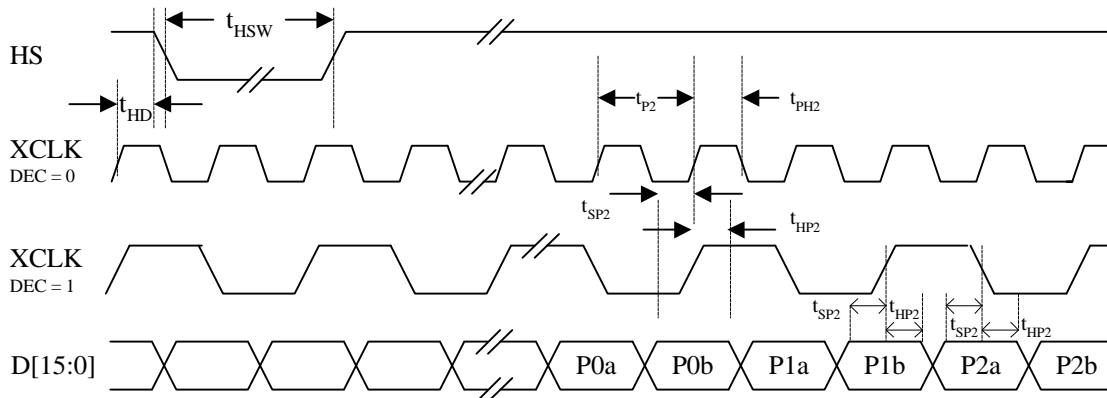 t_HSW
HS
t_HD
t_P2
t_PH2
XCLK
DEC = 0
t_SP2
t_HP2
XCLK
DEC = 1
t_SP2
t_HP2
t_SP2
t_HP2
D[15:0]
P0a
P0b
P1a
P1b
P2a
P2b